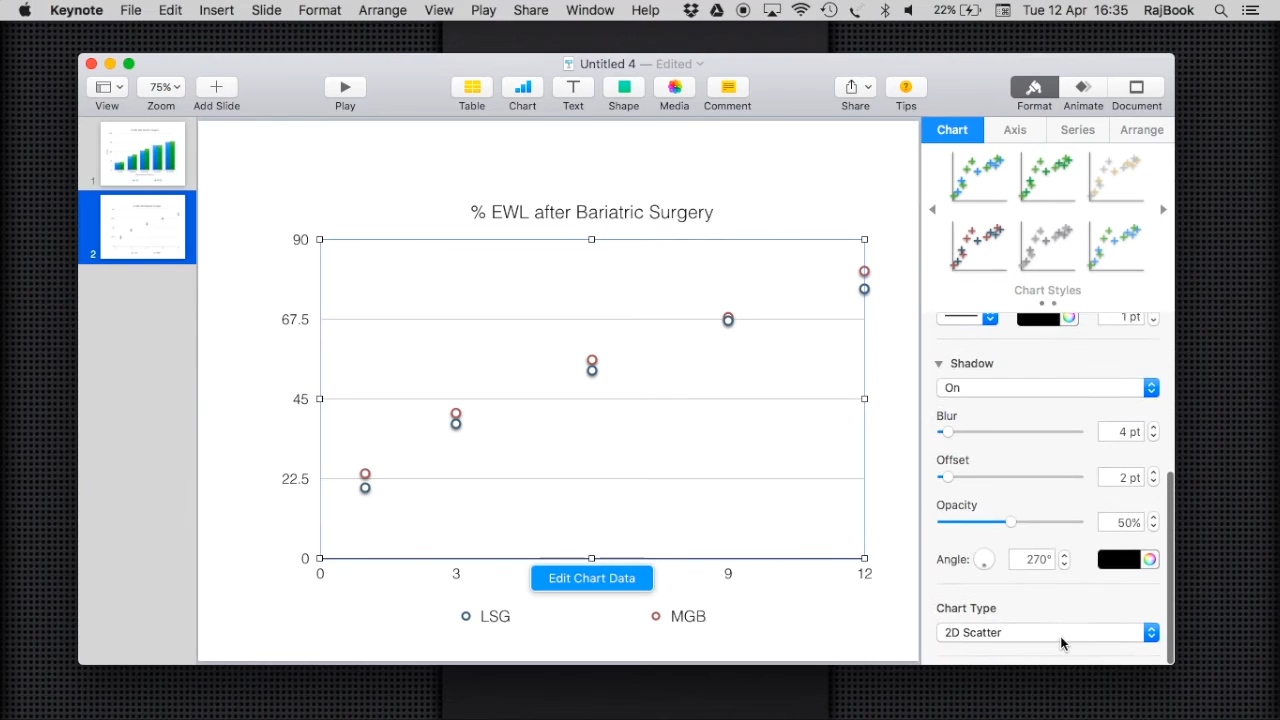 Keynote File Edit Insert Slide Format Arrange View Play Share Window Help 22% Tue 12 Apr 16:35 RajBook
Untitled 4 — Edited
75%
View Zoom Add Slide Play Table Chart Text Shape Media Comment Share Tips Format Animate Document
Chart Axis Series Arrange
1
2
% EWL after Bariatric Surgery
90
67.5
45
22.5
0
0 3 9 12
Edit Chart Data
LSG MGB
Chart Styles
1 pt
Shadow
On
Blur
4 pt
Offset
2 pt
Opacity
50%
Angle: 270°
Chart Type
2D Scatter